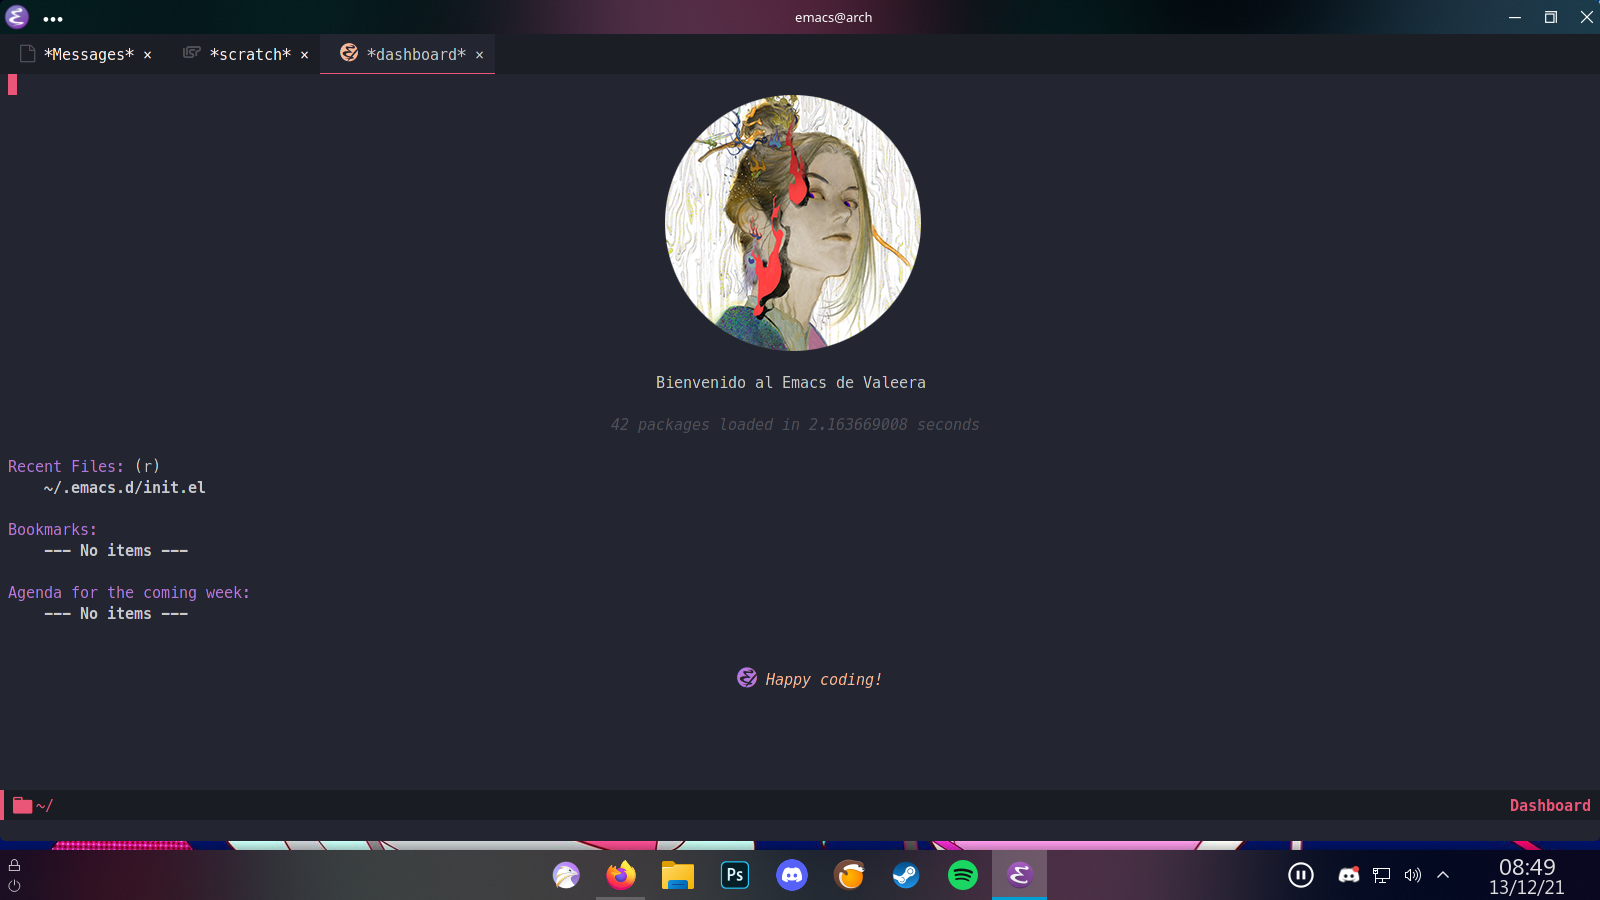 emacs@arch
*Messages* × *scratch* × *dashboard* ×
Bienvenido al Emacs de Valeera
42 packages loaded in 2.163669008 seconds
Recent Files: (r)
~/.emacs.d/init.el
Bookmarks:
--- No items ---
Agenda for the coming week:
--- No items ---
Happy coding!
~/ Dashboard
Ps
08:49
13/12/21